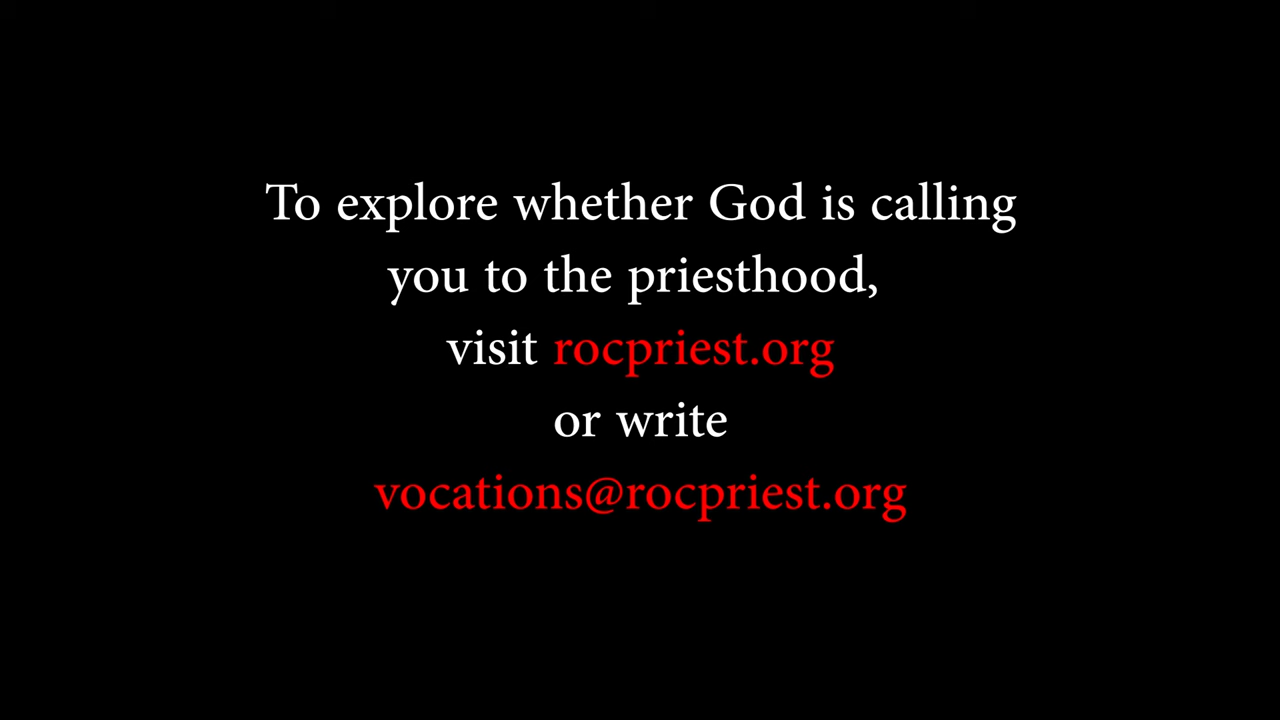 To explore whether God is calling
you to the priesthood,
visit rocpriest.org
or write
vocations@rocpriest.org